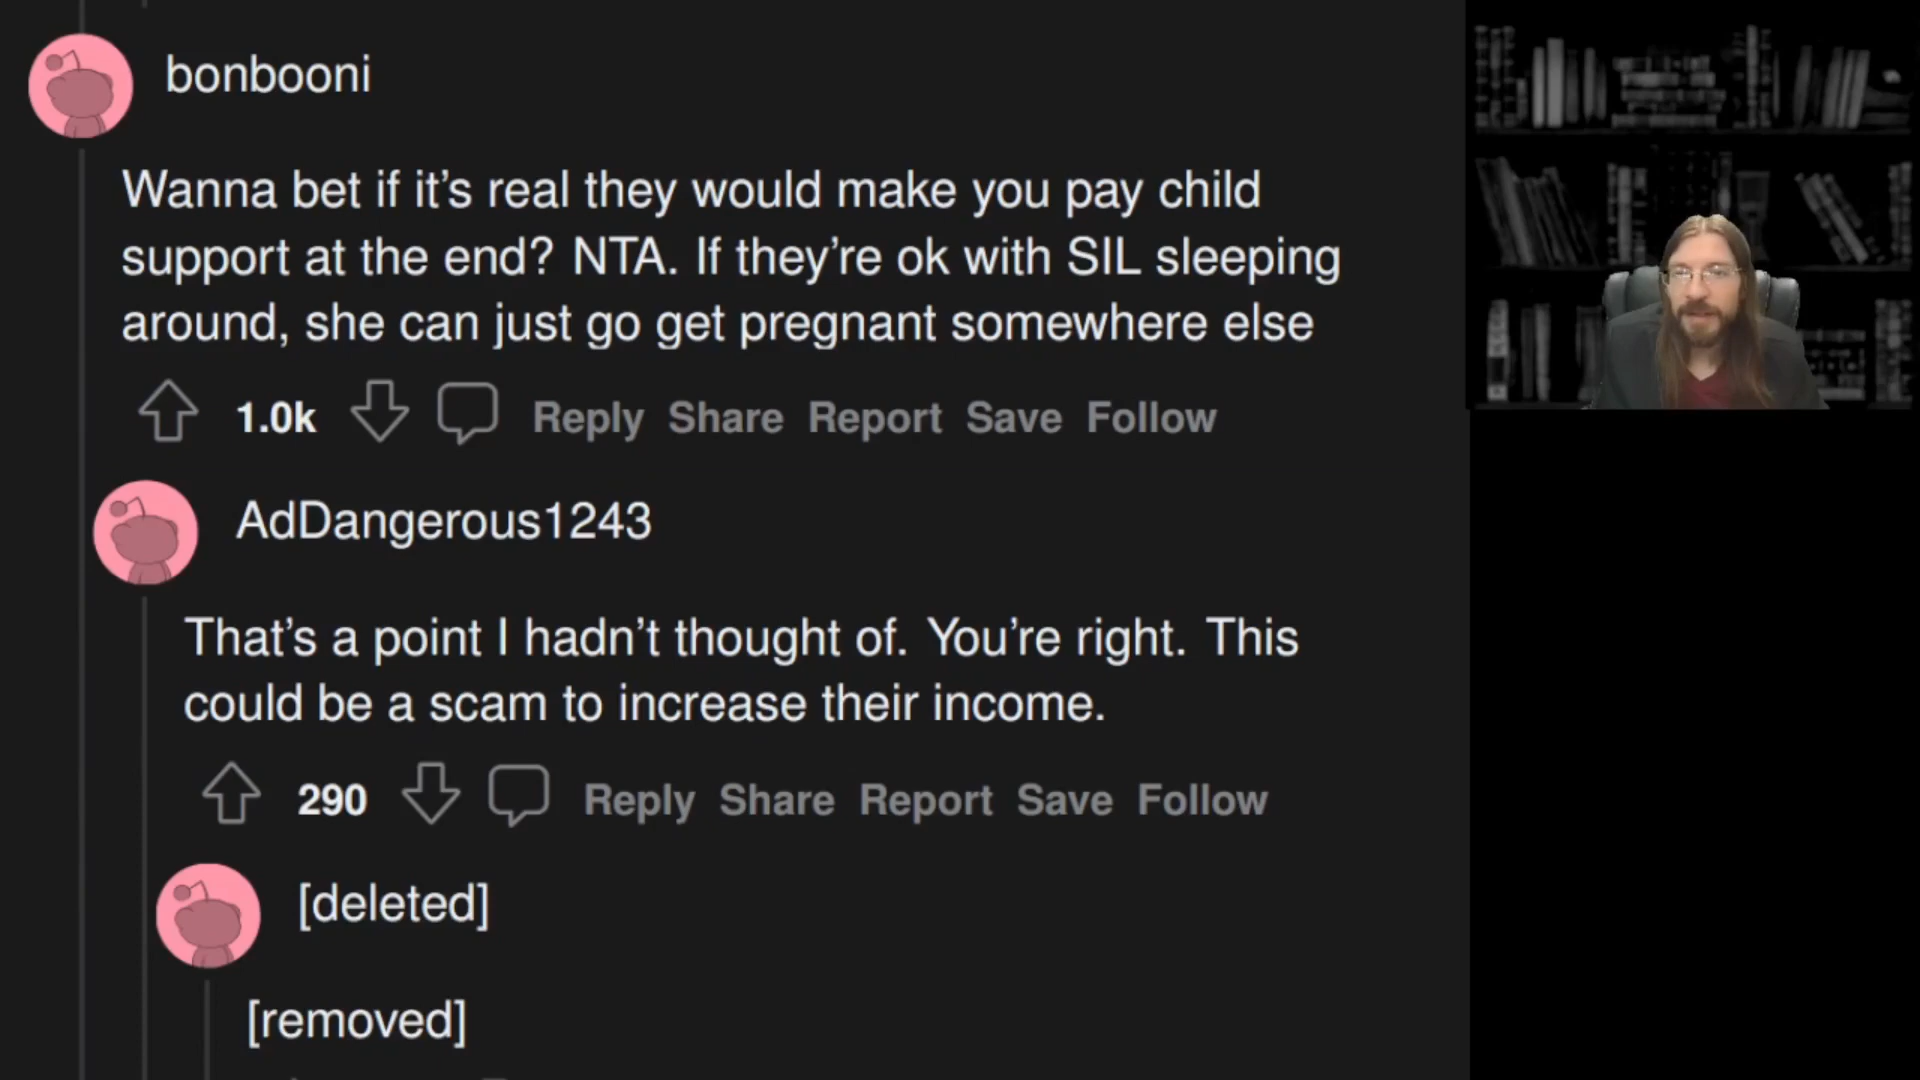 bonbooni
Wanna bet if it’s real they would make you pay child
support at the end? NTA. If they’re ok with SIL sleeping
around, she can just go get pregnant somewhere else
1.0k Reply Share Report Save Follow
AdDangerous1243
That’s a point I hadn’t thought of. You’re right. This
could be a scam to increase their income.
290 Reply Share Report Save Follow
[deleted]
[removed]